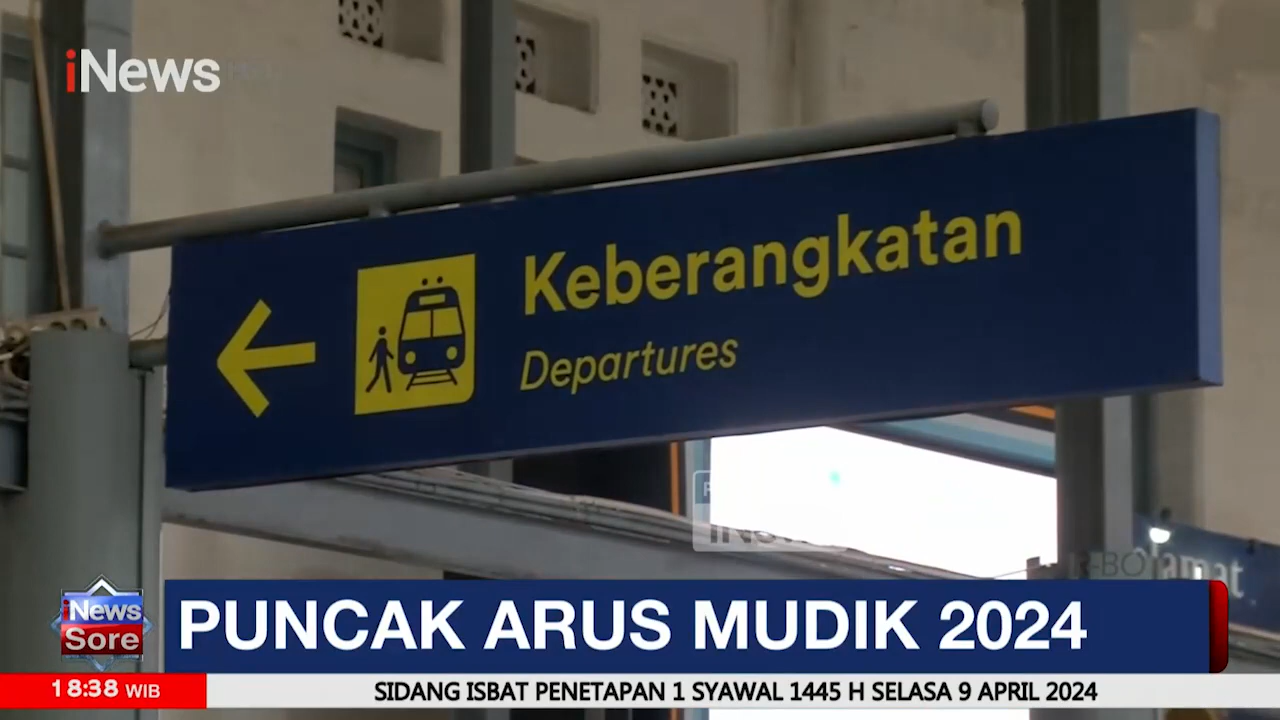 iNews
Keberangkatan
Departures
iNews
Sore
PUNCAK ARUS MUDIK 2024
18:38 WIB
SIDANG ISBAT PENETAPAN 1 SYAWAL 1445 H SELASA 9 APRIL 2024